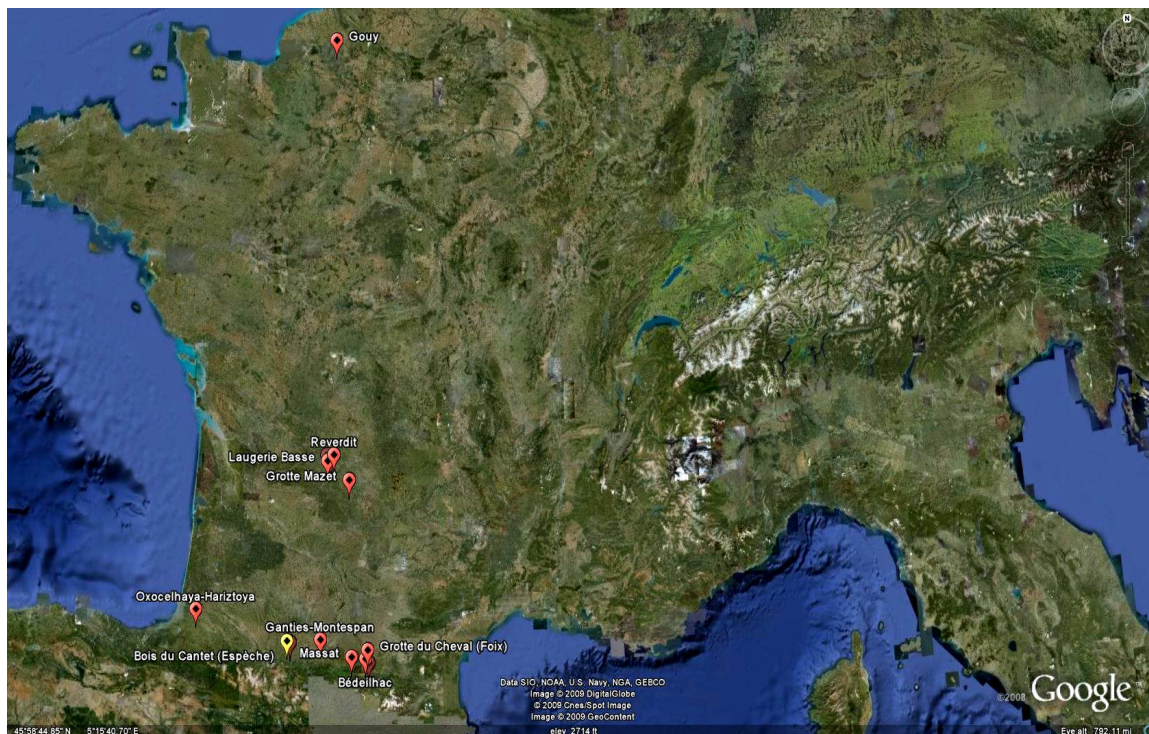 N
Gouy
Reverdit
Laugerie Basse
Grotte Mazet
Oxocelhaya-Hariztoya
Ganties-Montespan
Grotte du Cheval (Foix)
Bois du Cantet (Espèche)
Massat
Bédeilhac
Data SIO, NOAA, U.S. Navy, NGA, GEBCO
Image © 2009 DigitalGlobe
© 2009 Cnes/Spot Image
Image © 2009 GeoContent
©2008 Google™
45°58'44.85" N 5°15'40.70" E
elev 2714 ft
Eye alt 792.11 mi